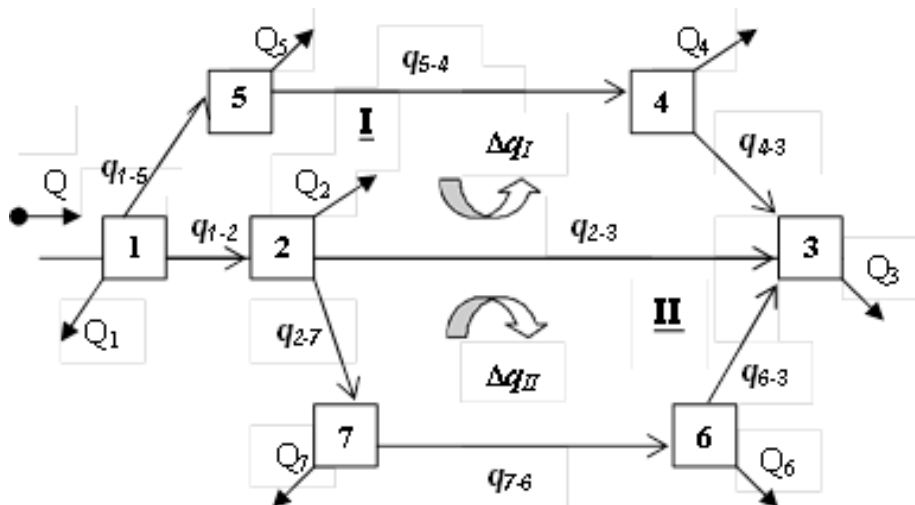 Q₅
q₅₋₄
Q₄
5
4
I
Δq_I
q₄₋₃
q₁₋₅
Q
Q₂
q₁₋₂
q₂₋₃
1
2
3
Q₃
Q₁
q₂₋₇
II
Δq_II
q₆₋₃
7
6
Q₇
q₇₋₆
Q₆